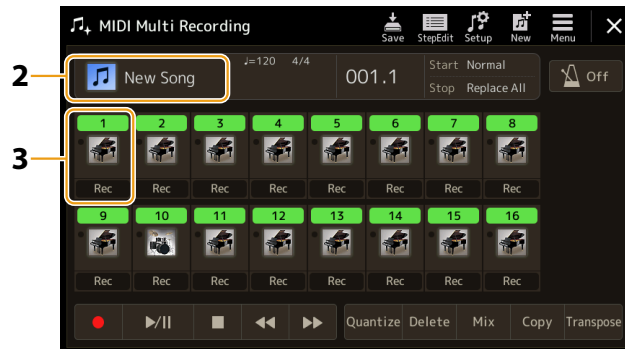 MIDI Multi Recording
Save StepEdit Setup New Menu
2
New Song
♩=120 4/4
001.1
Start Normal
Stop Replace All
Off
3
1 2 3 4 5 6 7 8
Rec Rec Rec Rec Rec Rec Rec Rec
9 10 11 12 13 14 15 16
Rec Rec Rec Rec Rec Rec Rec Rec
Quantize Delete Mix Copy Transpose